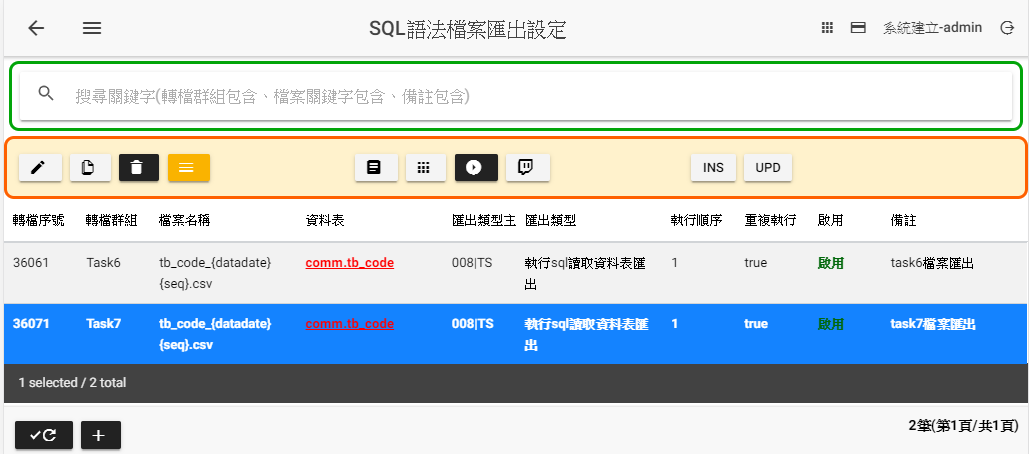 SQL語法檔案匯出設定
系統建立-admin
搜尋關鍵字(轉檔群組包含、檔案關鍵字包含、備註包含)
INS UPD
轉檔序號 轉檔群組 檔案名稱 資料表 匯出類型主 匯出類型 執行順序 重複執行 啟用 備註
36061 Task6 tb_code_{datadate} comm.tb_code 008|TS 執行sql讀取資料表匯 1 true 啟用 task6檔案匯出
{seq}.csv 出
36071 Task7 tb_code_{datadate} comm.tb_code 008|TS 執行sql讀取資料表匯 1 true 啟用 task7檔案匯出
{seq}.csv 出
1 selected / 2 total
2筆(第1頁/共1頁)